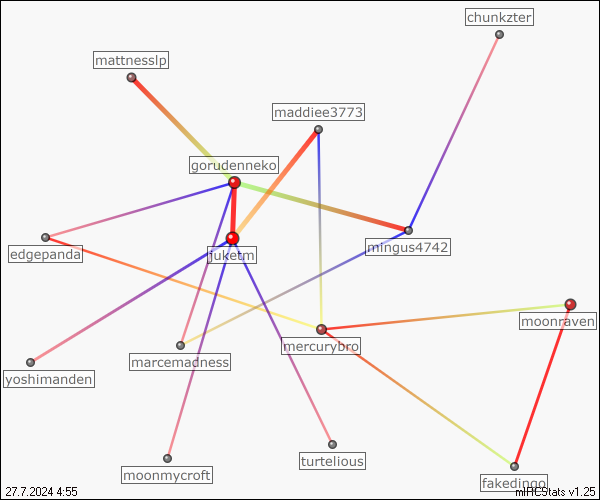 chunkzter
mattnesslp
maddiee3773
gorudenneko
edgepanda
juketm
mingus4742
moonraven
mercurybro
marcemadness
yoshimanden
turtelious
moonmycroft
fakedingo
27.7.2024 4:55
mIRCStats v1.25